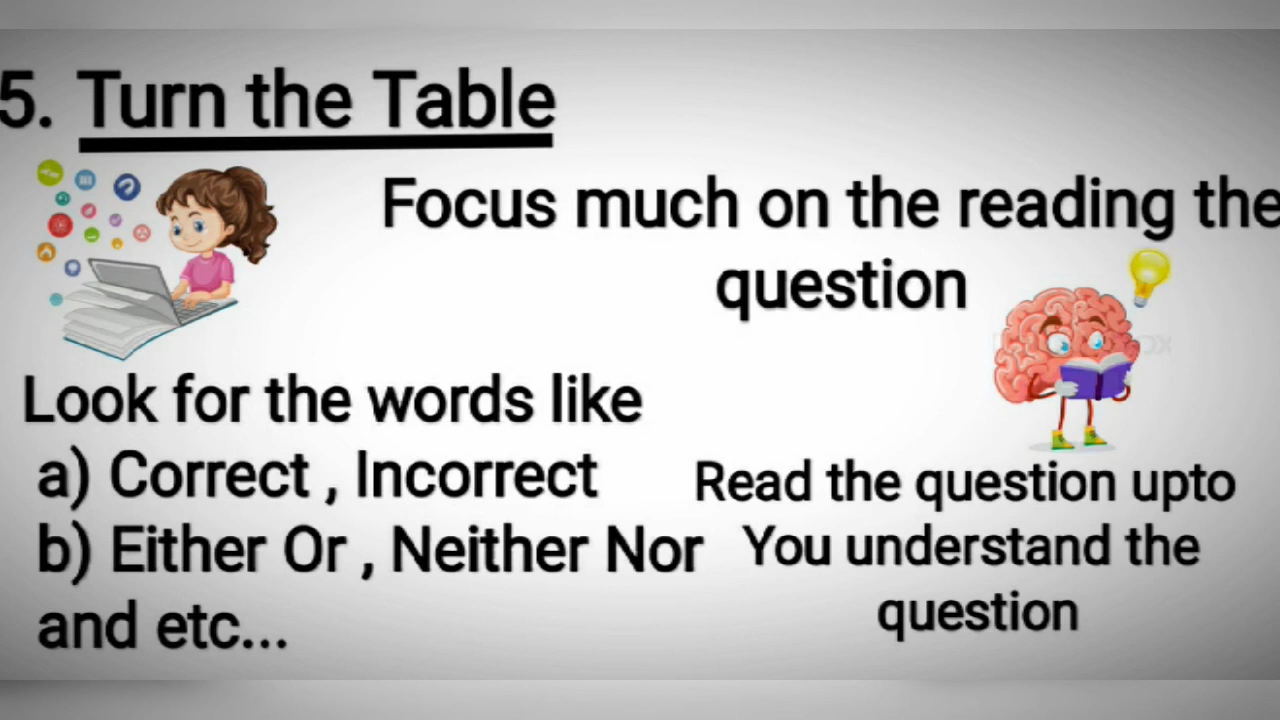 5. Turn the Table
Focus much on the reading the
question
Look for the words like
a) Correct , Incorrect
b) Either Or , Neither Nor
and etc...
Read the question upto
You understand the
question